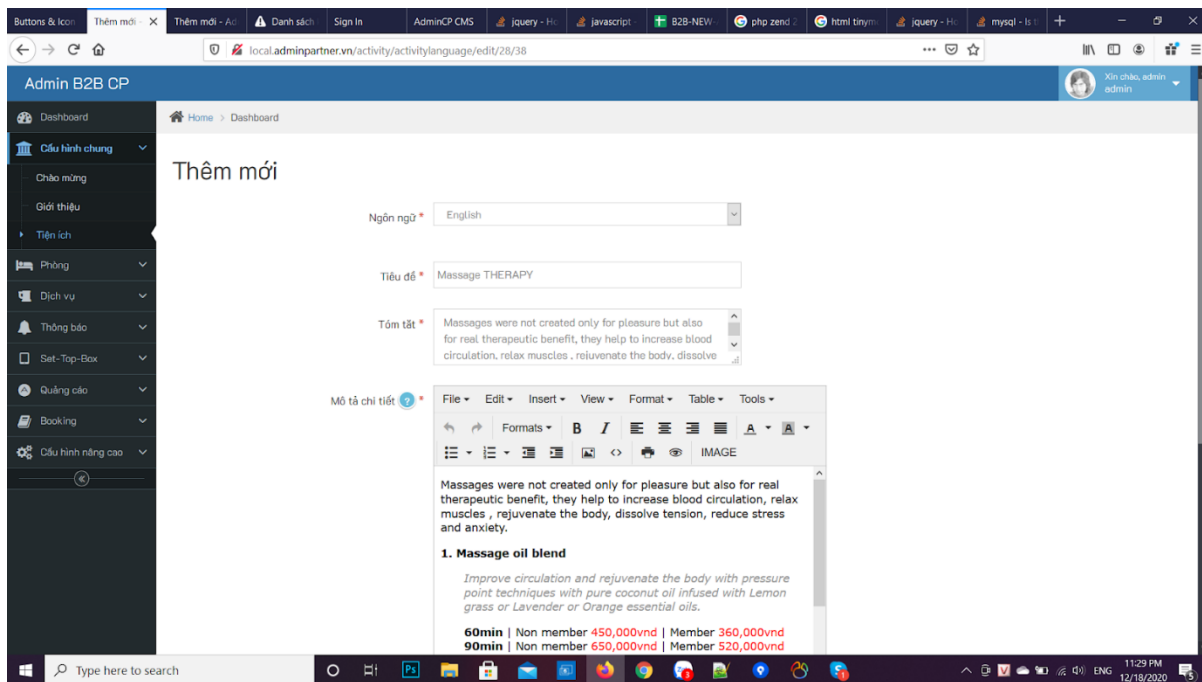 Buttons & Icon Thêm mới - Thêm mới - Ad Danh sách Sign In AdminCP CMS jquery - Ho javascript - B2B-NEW- php zend 2 html tinym jquery - Ho mysql - Is t
local.adminpartner.vn/activity/activitylanguage/edit/28/38
Admin B2B CP
Xin chào, admin
admin
Dashboard
Home > Dashboard
Cấu hình chung
Chào mừng
Giới thiệu
Tiện ích
Phòng
Dịch vụ
Thông báo
Set-Top-Box
Quảng cáo
Booking
Cấu hình nâng cao
Thêm mới
Ngôn ngữ * English
Tiêu đề * Massage THERAPY
Tóm tắt * Massages were not created only for pleasure but also
for real therapeutic benefit, they help to increase blood
circulation, relax muscles , rejuvenate the body, dissolve
Mô tả chi tiết ? * File Edit Insert View Format Table Tools
Formats B I A A
IMAGE
Massages were not created only for pleasure but also for real
therapeutic benefit, they help to increase blood circulation, relax
muscles , rejuvenate the body, dissolve tension, reduce stress
and anxiety.
1. Massage oil blend
Improve circulation and rejuvenate the body with pressure
point techniques with pure coconut oil infused with Lemon
grass or Lavender or Orange essential oils.
60min | Non member 450,000vnd | Member 360,000vnd
90min | Non member 650,000vnd | Member 520,000vnd
Type here to search
Ps
V
ENG
11:29 PM
12/18/2020